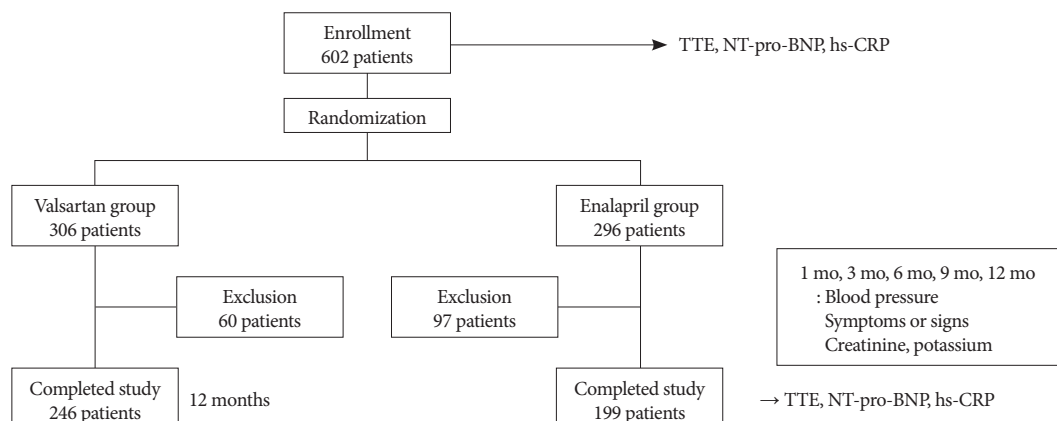 Enrollment
602 patients
TTE, NT-pro-BNP, hs-CRP
Randomization
Valsartan group
306 patients
Enalapril group
296 patients
Exclusion
60 patients
Exclusion
97 patients
1 mo, 3 mo, 6 mo, 9 mo, 12 mo
: Blood pressure
Symptoms or signs
Creatinine, potassium
Completed study
246 patients
12 months
Completed study
199 patients
→ TTE, NT-pro-BNP, hs-CRP